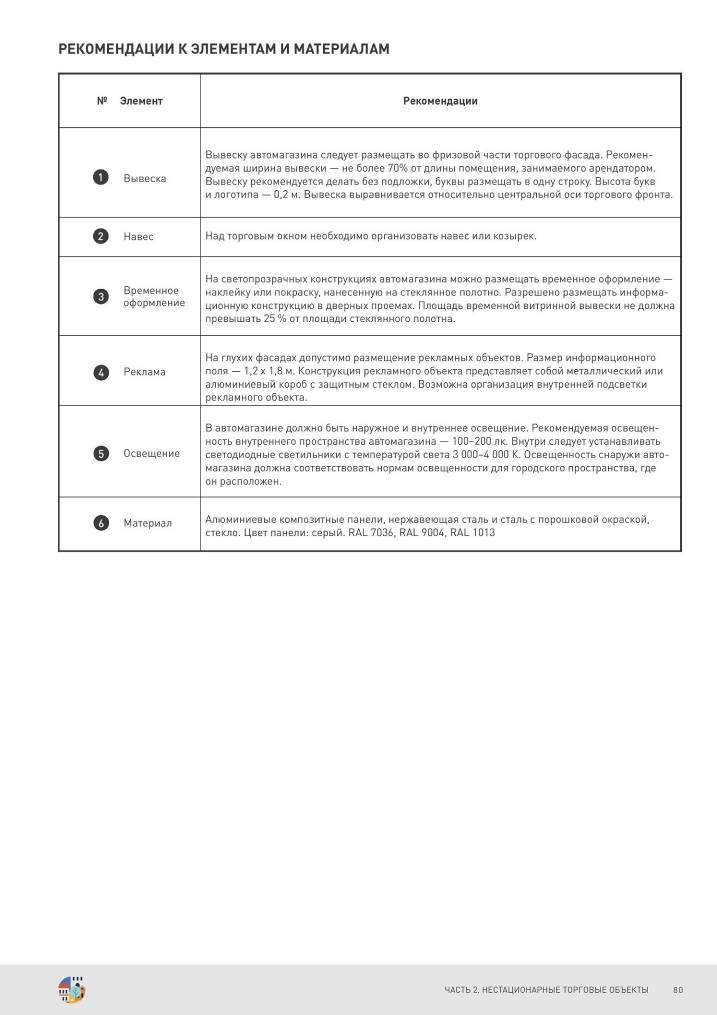 РЕКОМЕНДАЦИИ К ЭЛЕМЕНТАМ И МАТЕРИАЛАМ
№ Элемент Рекомендации
1 Вывеска
Вывеску автомагазина следует размещать во фризовой части торгового фасада. Рекомен-
дуемая ширина вывески — не более 70% от длины помещения, занимаемого арендатором.
Вывеску рекомендуется делать без подложки, буквы размещать в одну строку. Высота букв
и логотипа — 0,2 м. Вывеска выравнивается относительно центральной оси торгового фронта.
2 Навес
Над торговым окном необходимо организовать навес или козырек.
3 Временное
оформление
На светопрозрачных конструкциях автомагазина можно размещать временное оформление —
наклейку или покраску, нанесенную на стеклянное полотно. Разрешено размещать информа-
ционную конструкцию в дверных проемах. Площадь временной витринной вывески не должна
превышать 25 % от площади стеклянного полотна.
4 Реклама
На глухих фасадах допустимо размещение рекламных объектов. Размер информационного
поля — 1,2 x 1,8 м. Конструкция рекламного объекта представляет собой металлический или
алюминиевый короб с защитным стеклом. Возможна организация внутренней подсветки
рекламного объекта.
5 Освещение
В автомагазине должно быть наружное и внутреннее освещение. Рекомендуемая освещен-
ность внутреннего пространства автомагазина — 100–200 лк. Внутри следует устанавливать
светодиодные светильники с температурой света 3 000–4 000 К. Освещенность снаружи авто-
магазина должна соответствовать нормам освещенности для городского пространства, где
он расположен.
6 Материал
Алюминиевые композитные панели, нержавеющая сталь и сталь с порошковой окраской,
стекло. Цвет панели: серый. RAL 7036, RAL 9004, RAL 1013
ЧАСТЬ 2. НЕСТАЦИОНАРНЫЕ ТОРГОВЫЕ ОБЪЕКТЫ 80